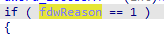 if ( fdwReason == 1 )
{